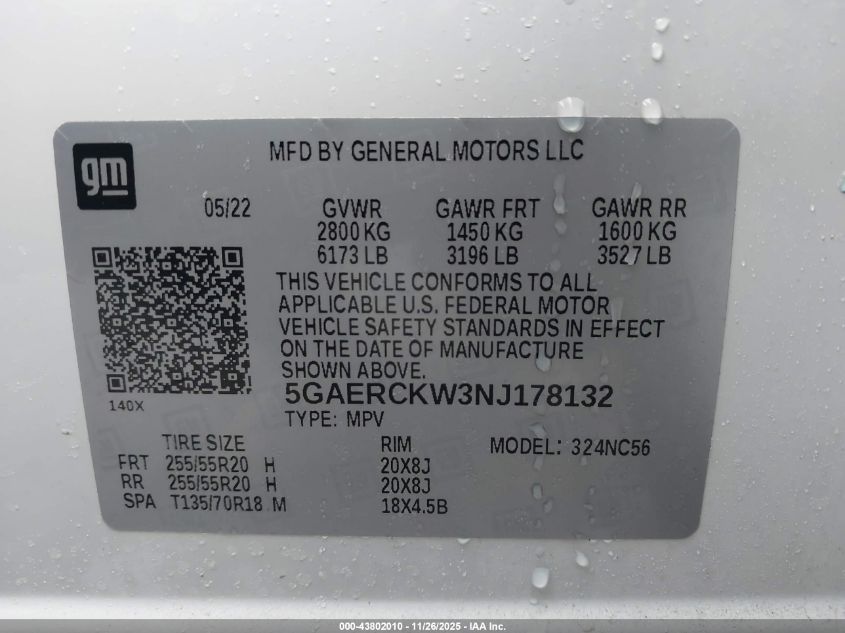 gm
MFD BY GENERAL MOTORS LLC
05/22 GVWR GAWR FRT GAWR RR
2800 KG 1450 KG 1600 KG
6173 LB 3196 LB 3527 LB
THIS VEHICLE CONFORMS TO ALL
APPLICABLE U.S. FEDERAL MOTOR
VEHICLE SAFETY STANDARDS IN EFFECT
ON THE DATE OF MANUFACTURE
SHOWN ABOVE.
5GAERCKW3NJ178132
140X
TYPE: MPV
TIRE SIZE RIM MODEL: 324NC56
FRT 255/55R20 H 20X8J
RR 255/55R20 H 20X8J
SPA T135/70R18 M 18X4.5B
000-43802010 - 11/26/2025 - IAA Inc.